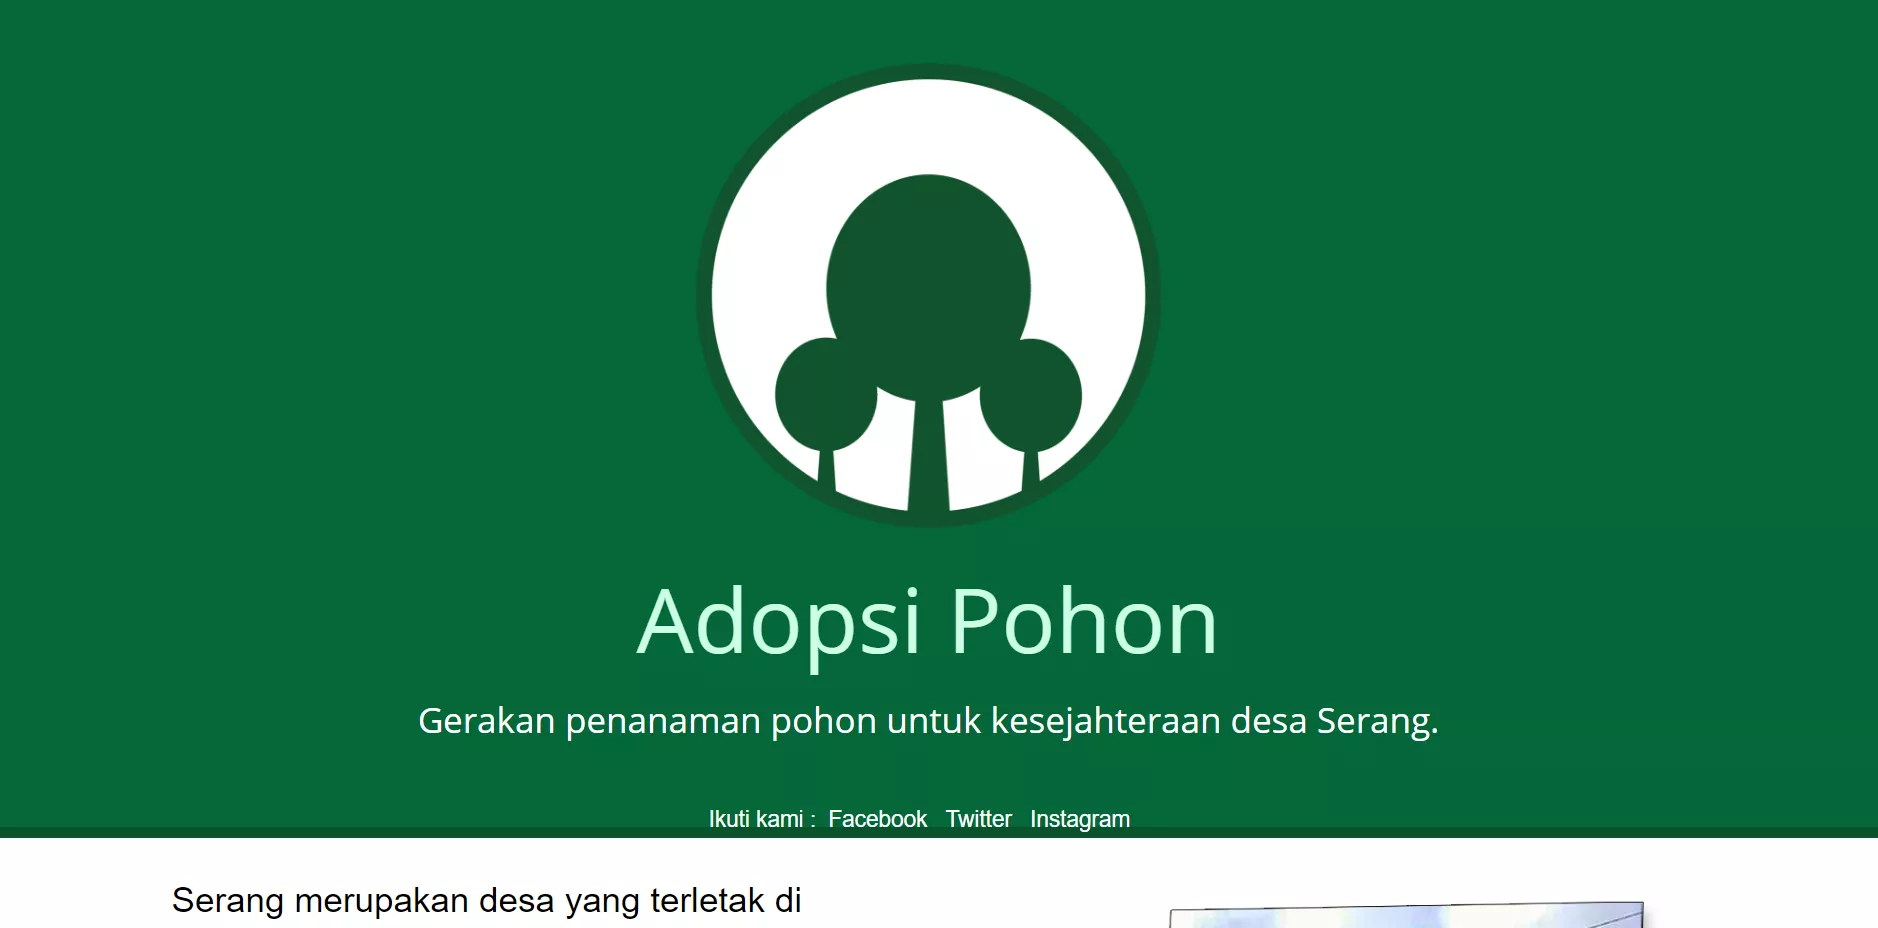 Adopsi Pohon
Gerakan penanaman pohon untuk kesejahteraan desa Serang.
Ikuti kami : Facebook Twitter Instagram
Serang merupakan desa yang terletak di